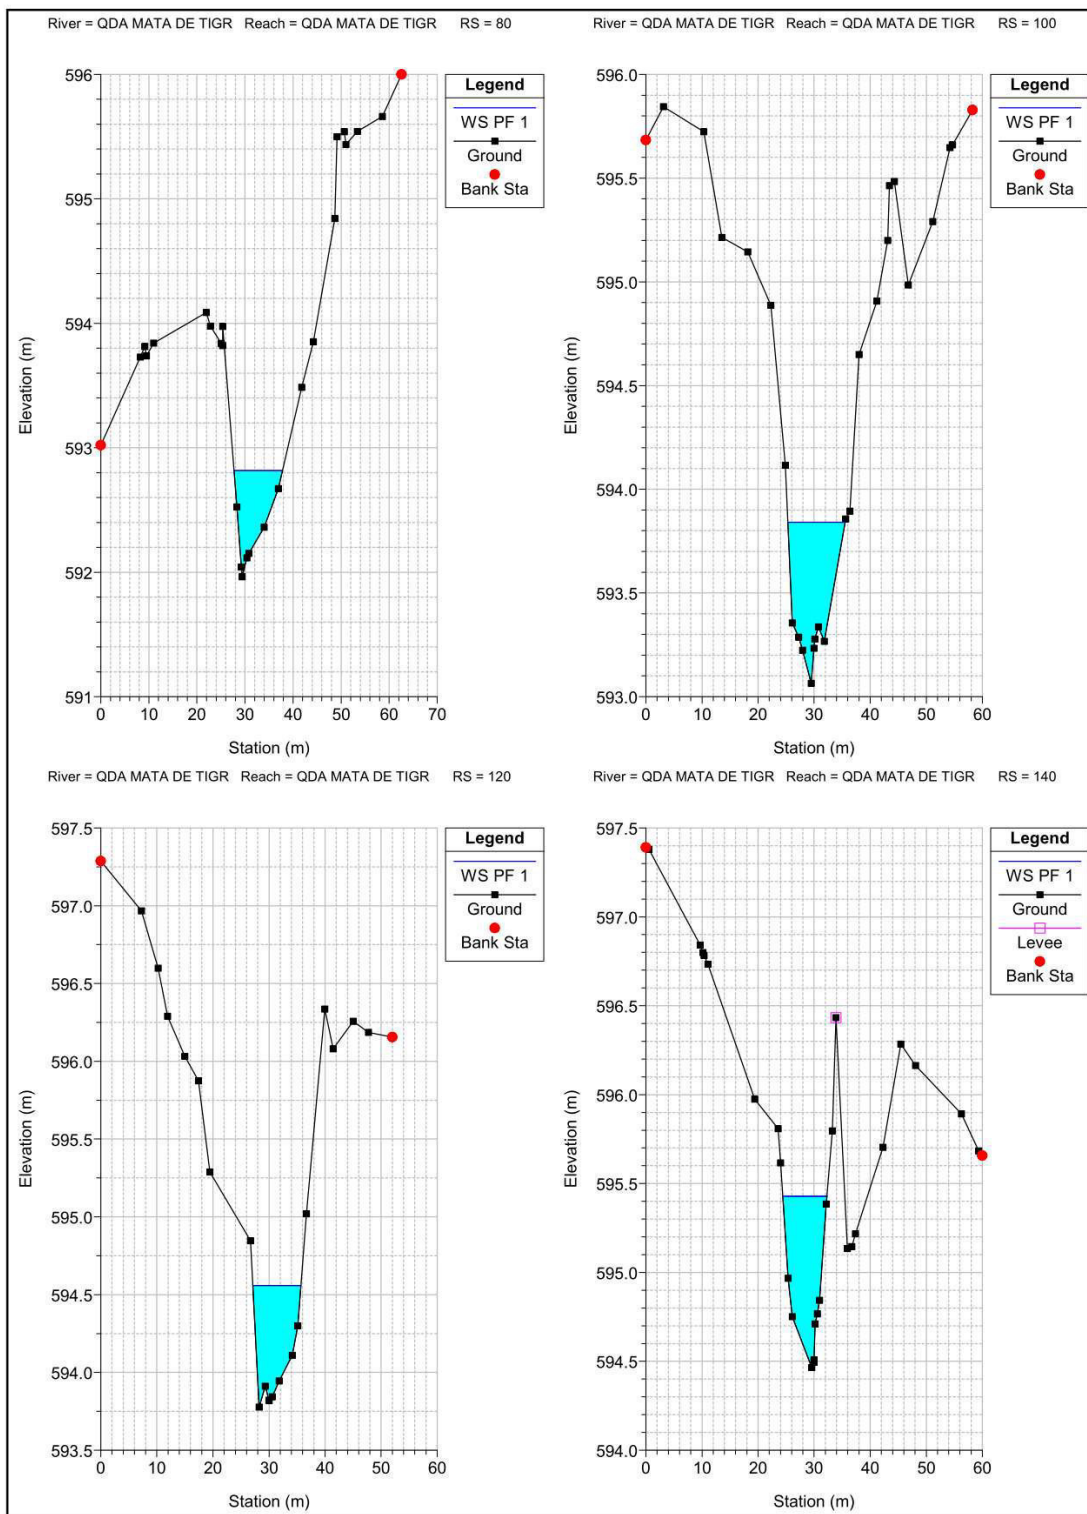 River = QDA MATA DE TIGR Reach = QDA MATA DE TIGR RS = 80
596
595
594
593
592
591
Elevation (m)
0 10 20 30 40 50 60 70
Station (m)
Legend
WS PF 1
Ground
Bank Sta
River = QDA MATA DE TIGR Reach = QDA MATA DE TIGR RS = 100
596.0
595.5
595.0
594.5
594.0
593.5
593.0
Elevation (m)
0 10 20 30 40 50 60
Station (m)
Legend
WS PF 1
Ground
Bank Sta
River = QDA MATA DE TIGR Reach = QDA MATA DE TIGR RS = 120
597.5
597.0
596.5
596.0
595.5
595.0
594.5
594.0
593.5
Elevation (m)
0 10 20 30 40 50 60
Station (m)
Legend
WS PF 1
Ground
Bank Sta
River = QDA MATA DE TIGR Reach = QDA MATA DE TIGR RS = 140
597.5
597.0
596.5
596.0
595.5
595.0
594.5
594.0
Elevation (m)
0 10 20 30 40 50 60
Station (m)
Legend
WS PF 1
Ground
Levee
Bank Sta